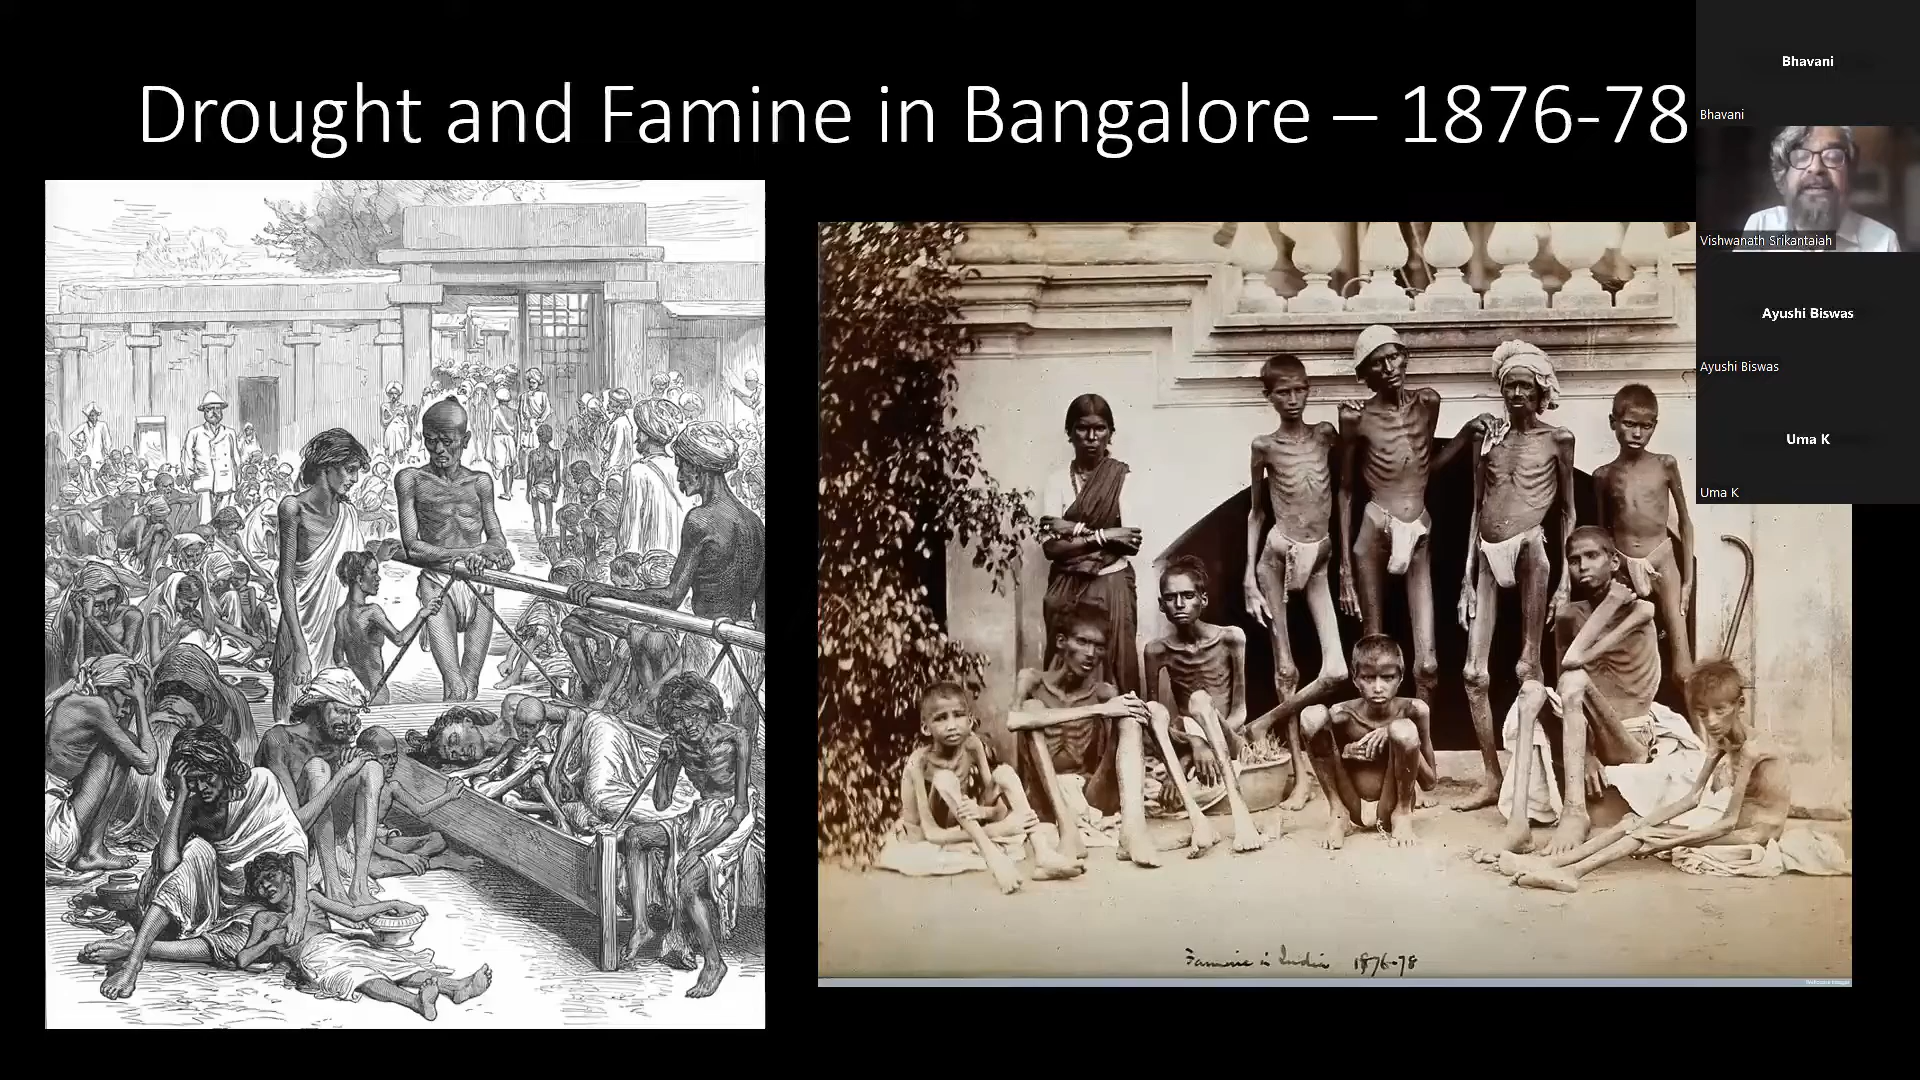 Drought and Famine in Bangalore – 1876-78
Famine in India 1876-78
Bhavani
Bhavani
Vishwanath Srikantaiah
Ayushi Biswas
Ayushi Biswas
Uma K
Uma K